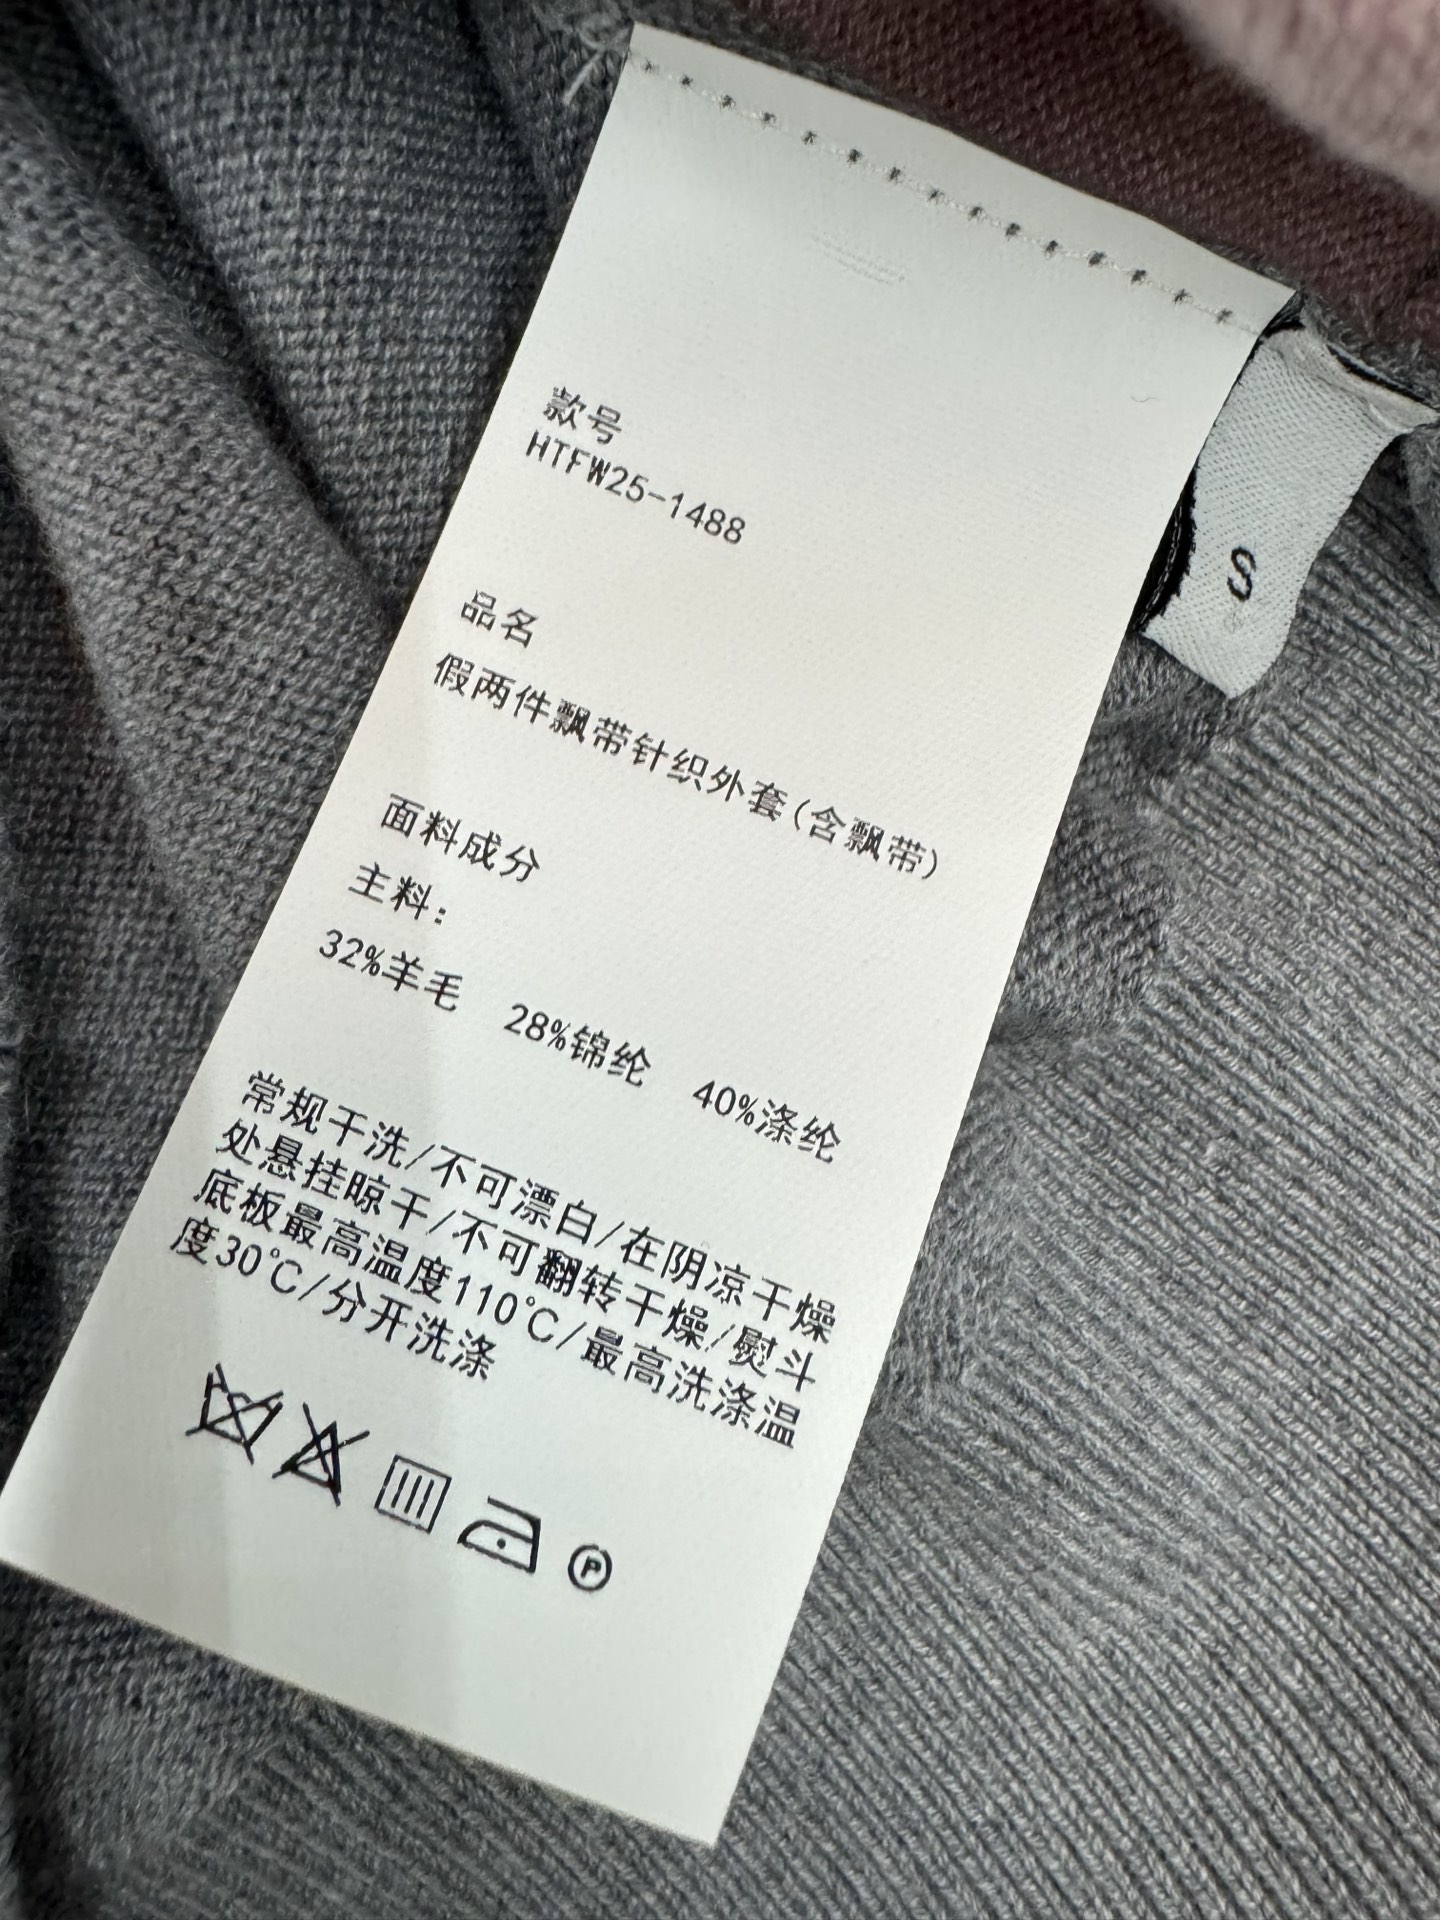 款号
HTFW25-1488
品名
假两件飘带针织外套(含飘带)
面料成分
主料:
32%羊毛 28%锦纶 40%涤纶
常规干洗/不可漂白/在阴凉干燥
处悬挂晾干/不可翻转干燥/熨斗
底板最高温度110℃/最高洗涤温
度30℃/分开洗涤
P
S